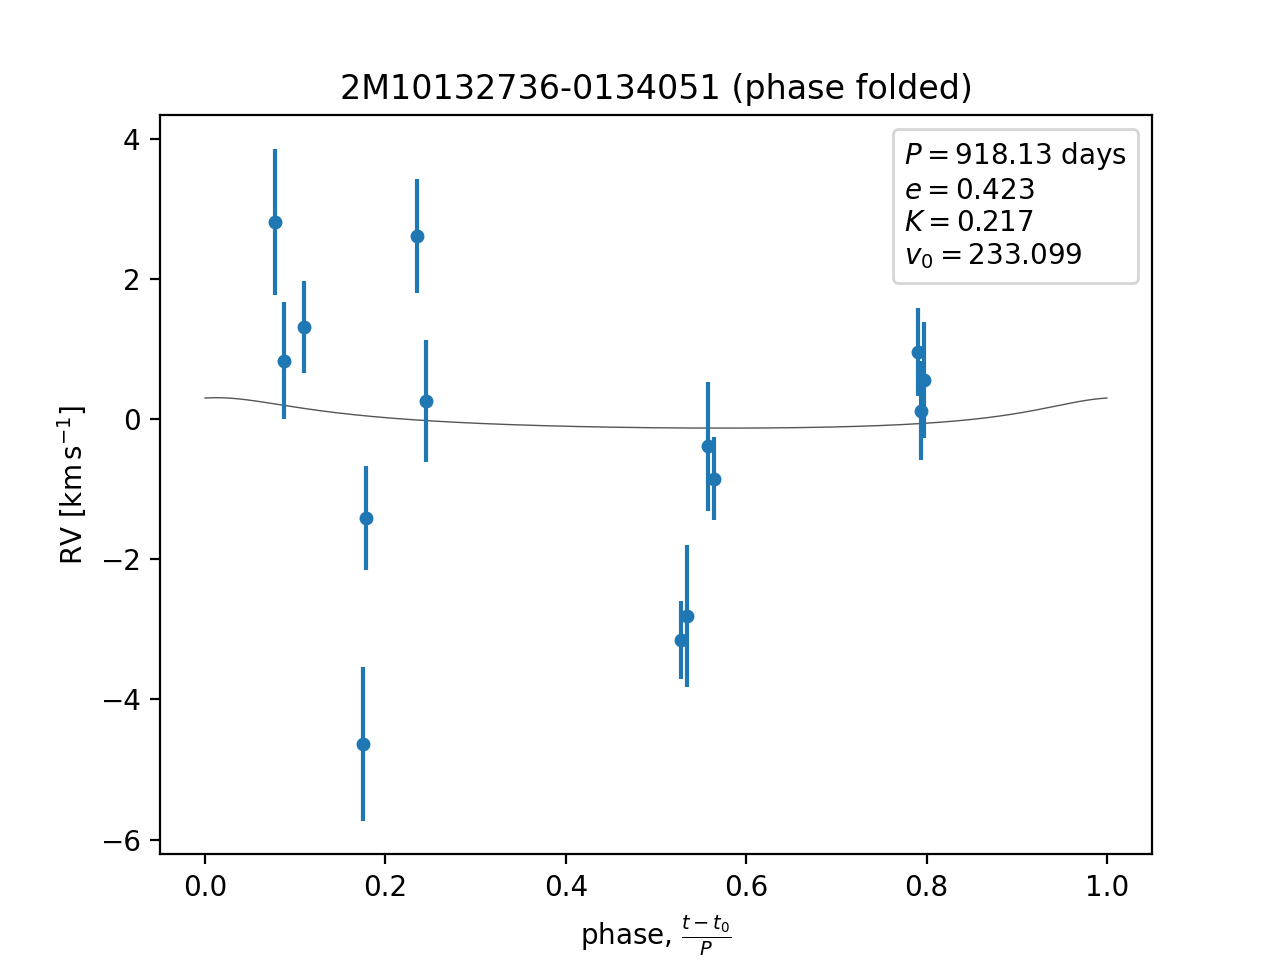 2M10132736-0134051 (phase folded)
P = 918.13 days
e = 0.423
K = 0.217
v₀ = 233.099
4
2
0
−2
−4
−6
RV [km s⁻¹]
0.0 0.2 0.4 0.6 0.8 1.0
phase, (t − t₀)/P